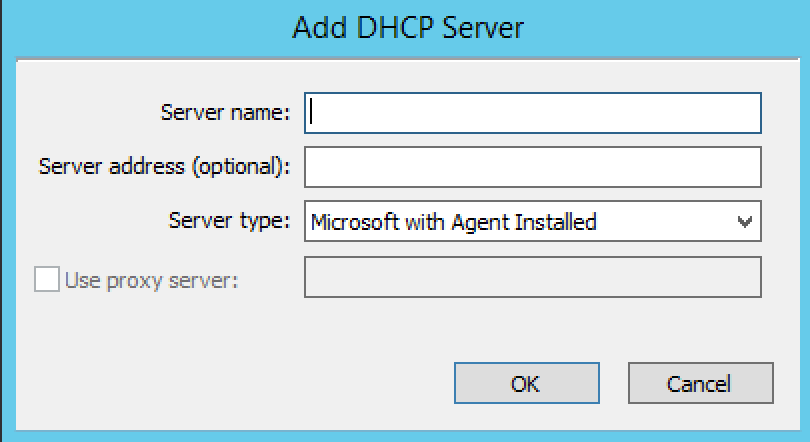 Add DHCP Server
Server name:
Server address (optional):
Server type: Microsoft with Agent Installed
Use proxy server:
OK Cancel